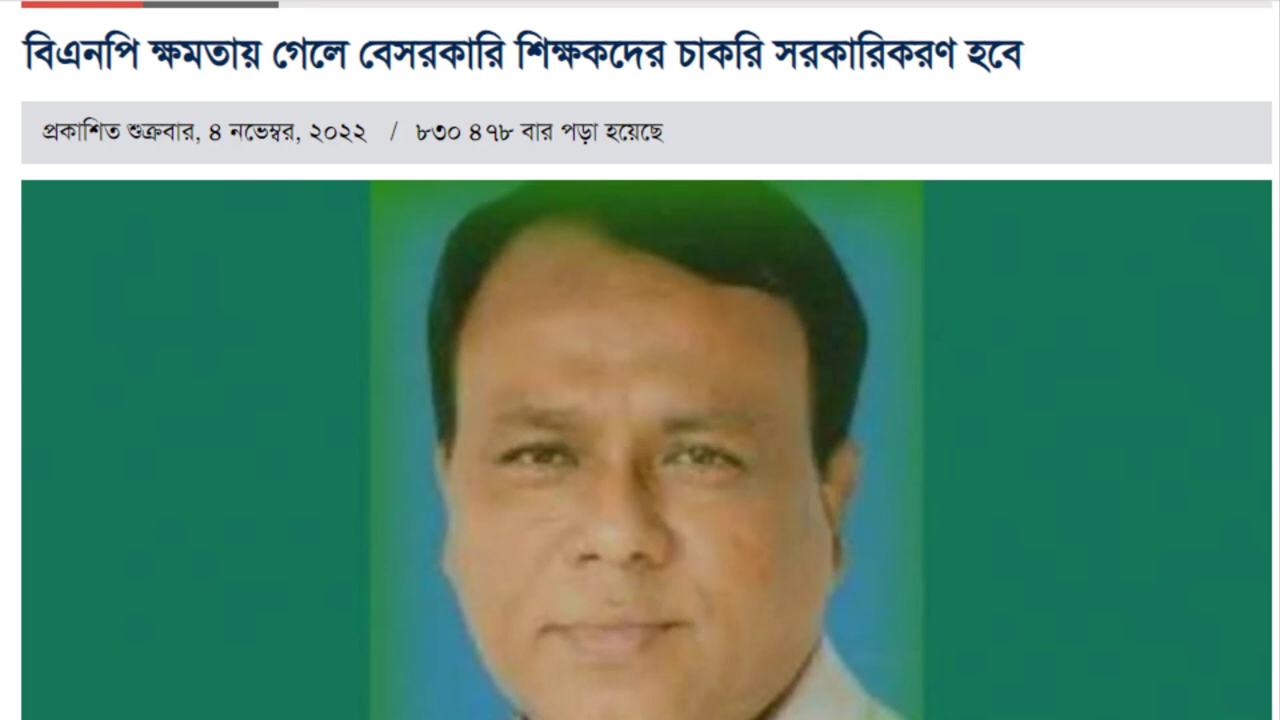 বিএনপি ক্ষমতায় গেলে বেসরকারি শিক্ষকদের চাকরি সরকারিকরণ হবে
প্রকাশিত শুক্রবার, ৪ নভেম্বর, ২০২২ / ৮৩০ ৪৭৮ বার পড়া হয়েছে